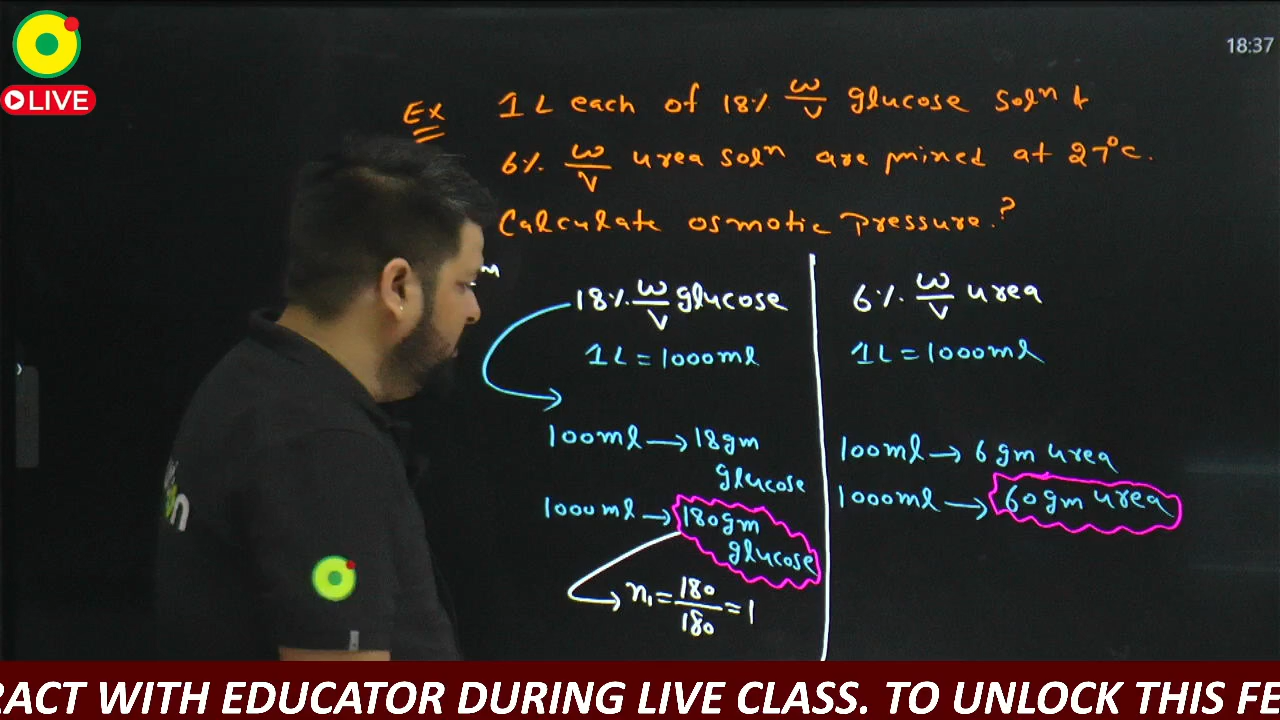 18:37
LIVE
Ex 1L each of 18% w/v glucose solⁿ &
6% w/v urea solⁿ are mixed at 27°c.
Calculate osmotic pressure.?
18% w/v glucose
1L = 1000ml
100ml → 18gm
glucose
1000ml → 180gm
glucose
n₁ = 180/180 = 1
6% w/v urea
1L = 1000ml
100ml → 6 gm urea
1000ml → 60gm urea
RACT WITH EDUCATOR DURING LIVE CLASS. TO UNLOCK THIS FE